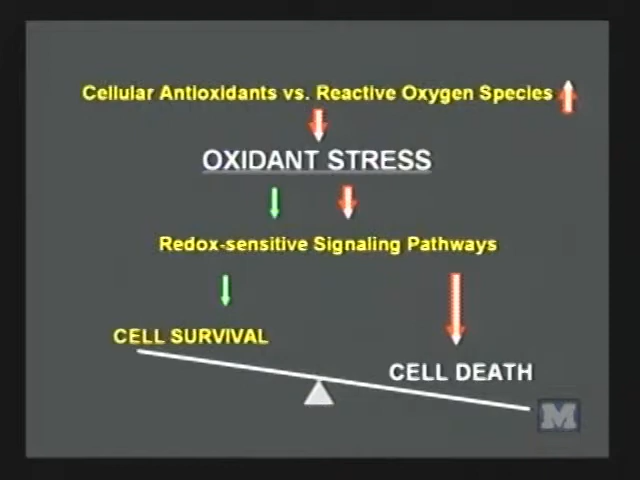 Cellular Antioxidants vs. Reactive Oxygen Species
OXIDANT STRESS
Redox-sensitive Signaling Pathways
CELL SURVIVAL
CELL DEATH
M